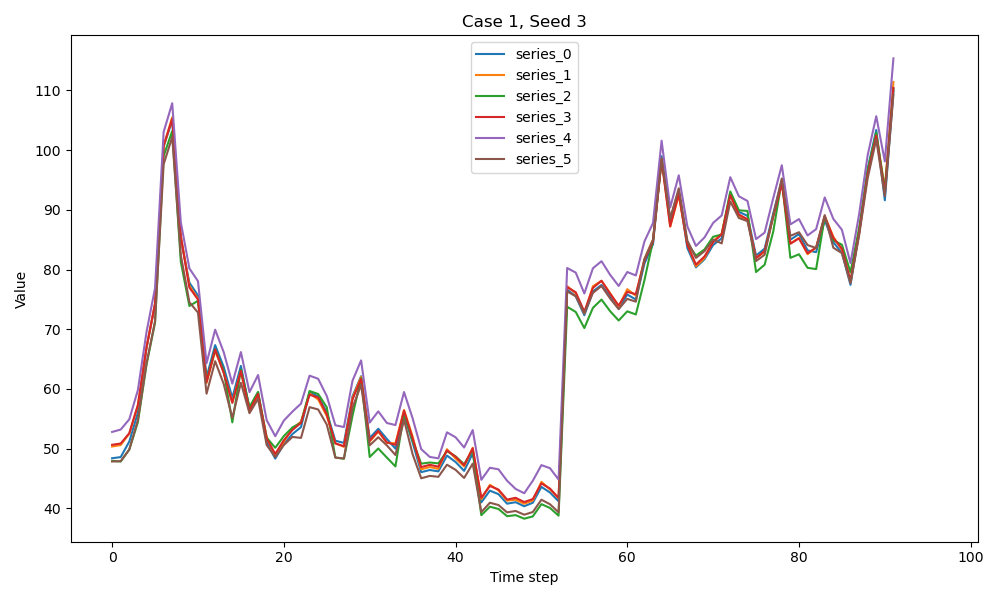 Case 1, Seed 3
series_0
series_1
series_2
series_3
series_4
series_5
Value
110
100
90
80
70
60
50
40
0
20
40
60
80
100
Time step